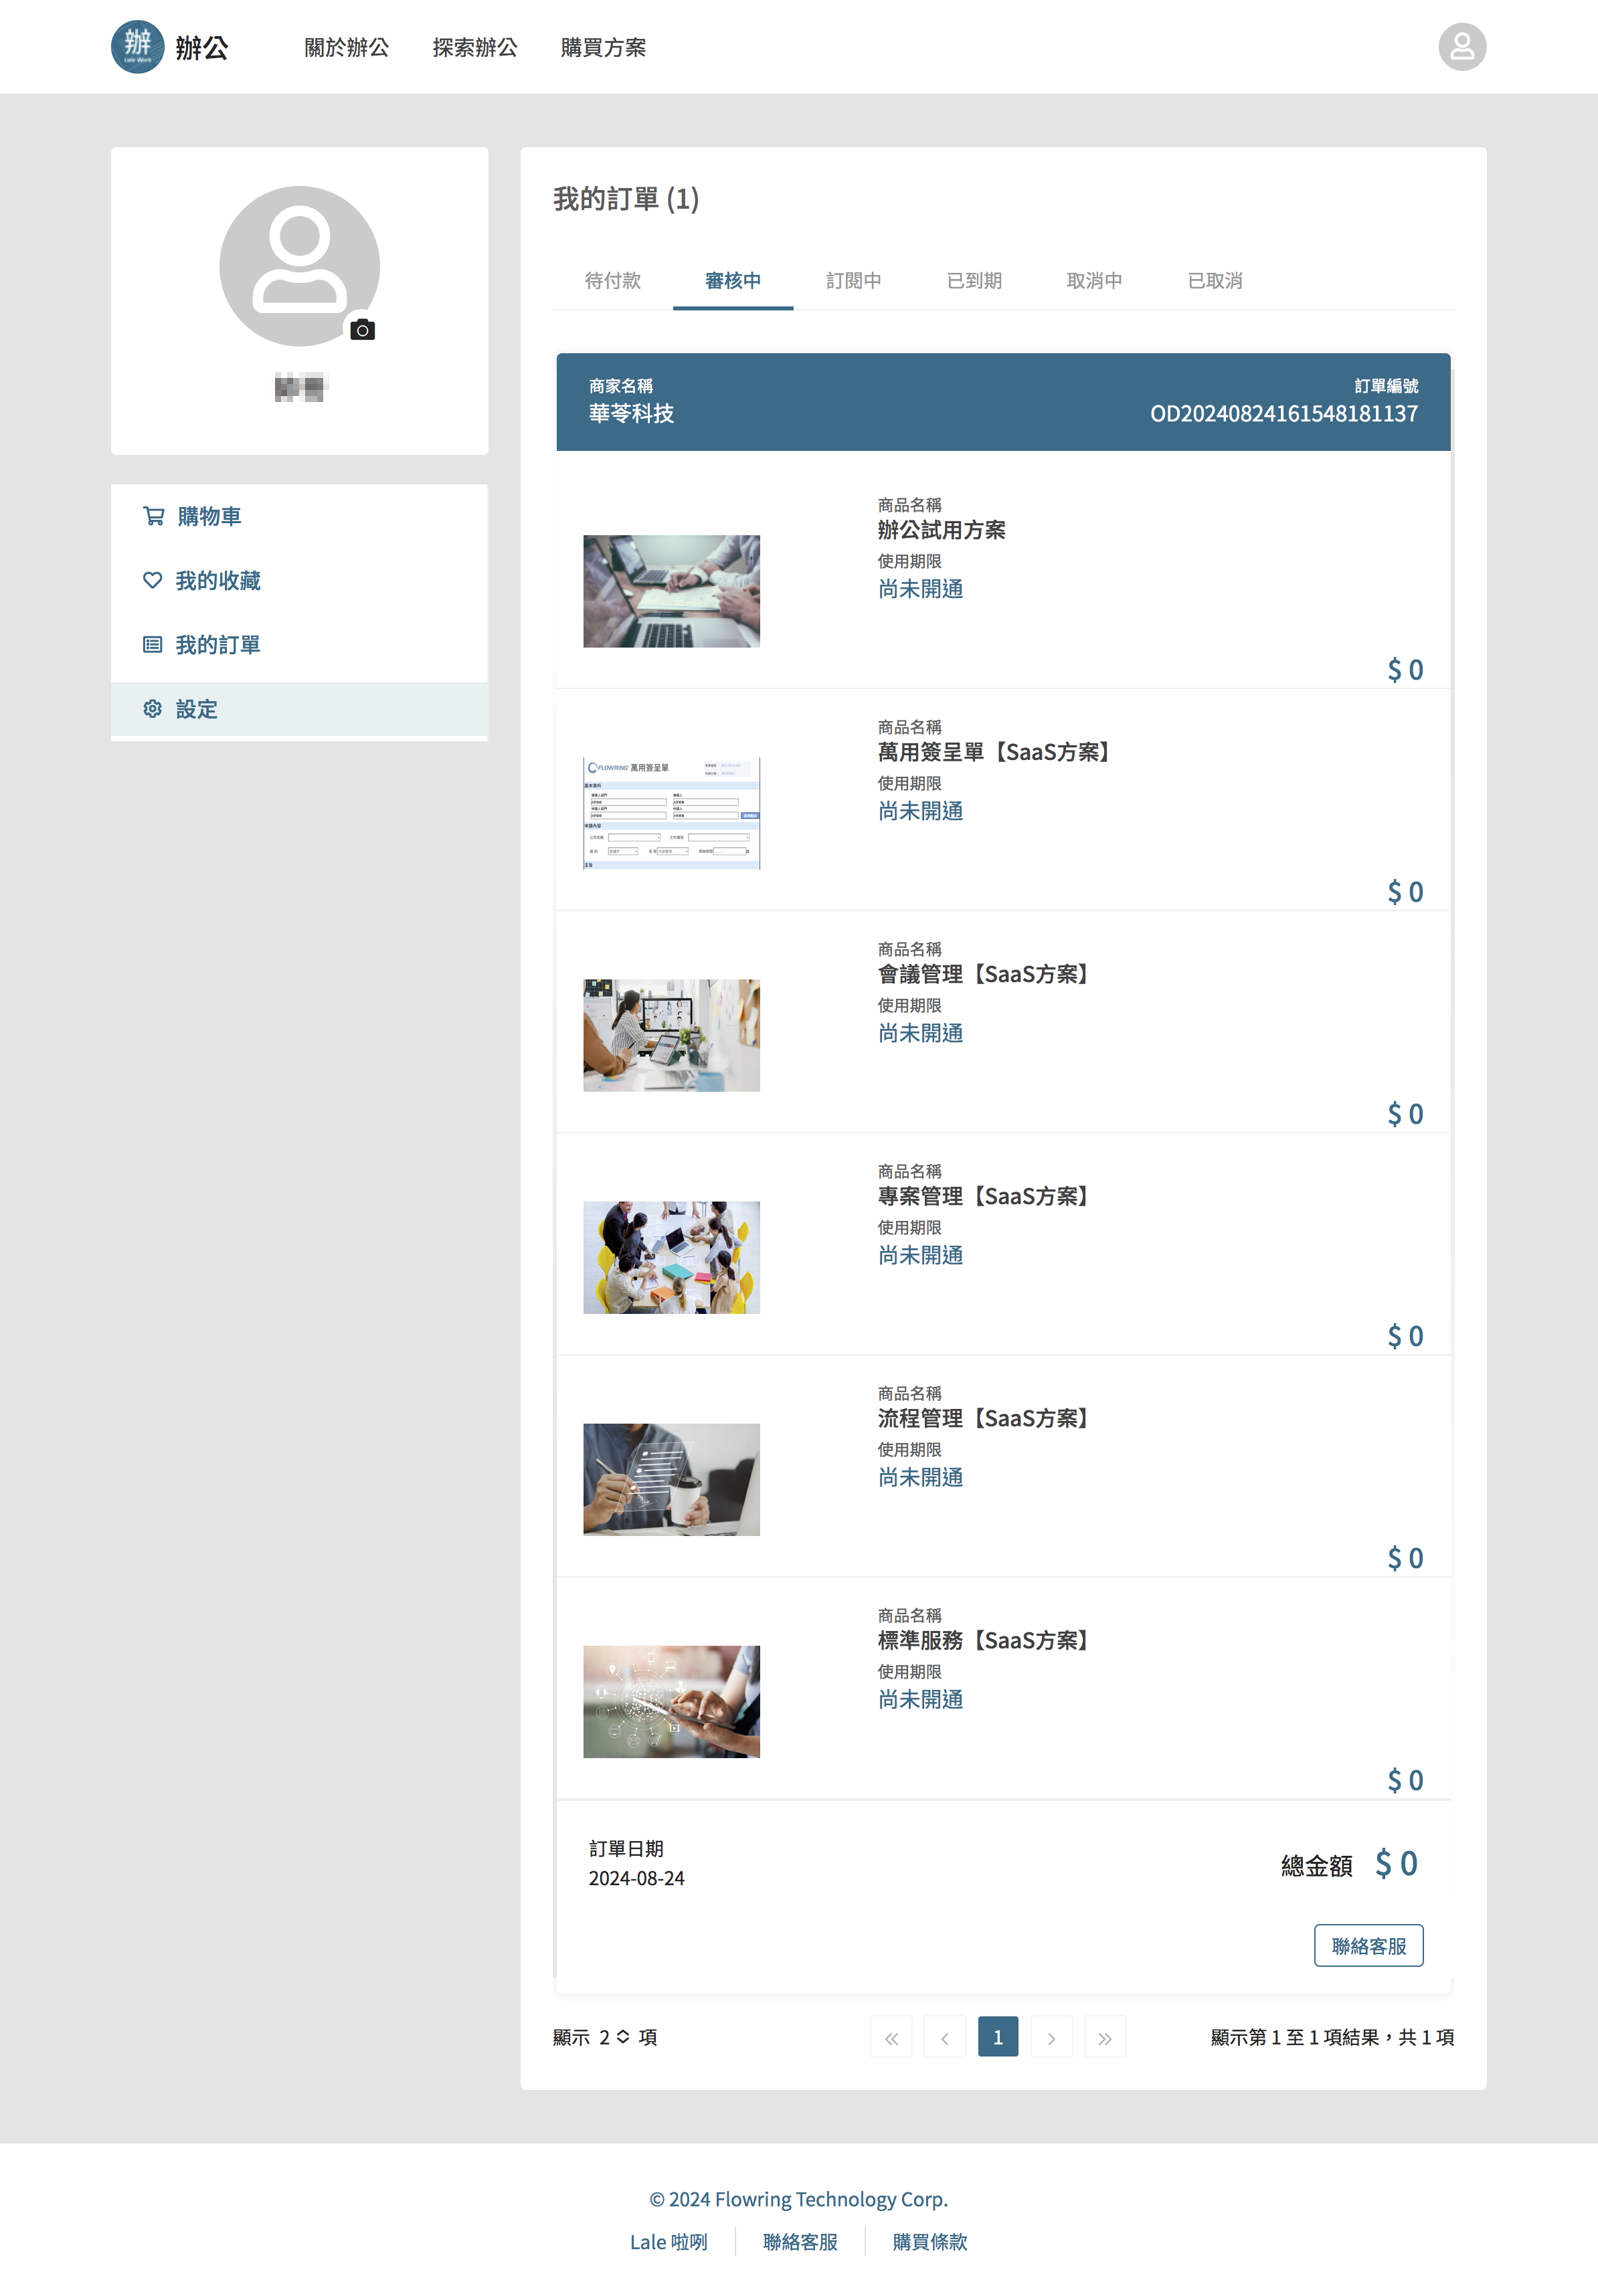 辦
Lale Work
辦公
關於辦公
探索辦公
購買方案
購物車
我的收藏
我的訂單
設定
我的訂單 (1)
待付款
審核中
訂閱中
已到期
取消中
已取消
商家名稱
訂單編號
華苓科技
OD20240824161548181137
商品名稱
辦公試用方案
使用期限
尚未開通
$ 0
FLOWRING 萬用簽呈單
基本資料
申請內容
主旨
商品名稱
萬用簽呈單【SaaS方案】
使用期限
尚未開通
$ 0
商品名稱
會議管理【SaaS方案】
使用期限
尚未開通
$ 0
商品名稱
專案管理【SaaS方案】
使用期限
尚未開通
$ 0
商品名稱
流程管理【SaaS方案】
使用期限
尚未開通
$ 0
商品名稱
標準服務【SaaS方案】
使用期限
尚未開通
$ 0
訂單日期
2024-08-24
總金額 $ 0
聯絡客服
顯示 2 項
1
顯示第 1 至 1 項結果，共 1 項
© 2024 Flowring Technology Corp.
Lale 啦咧
聯絡客服
購買條款